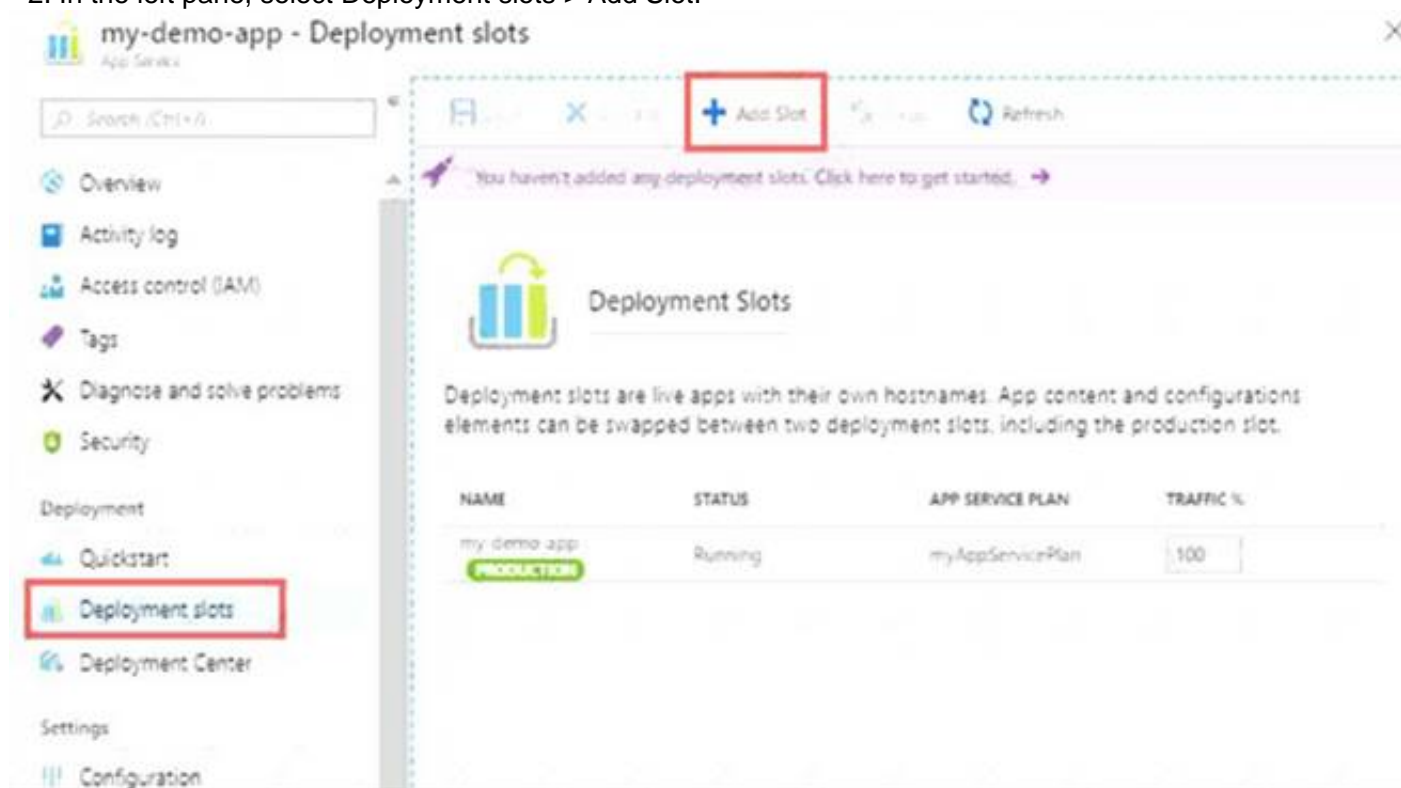 2. In the left pane, select Deployment slots > Add Slot.
my-demo-app - Deployment slots
App Service
Search (Ctrl+/)
Add Slot
Refresh
You haven't added any deployment slots. Click here to get started.
Overview
Activity log
Access control (IAM)
Tags
Diagnose and solve problems
Security
Deployment
Quickstart
Deployment slots
Deployment Center
Settings
Configuration
Deployment Slots
Deployment slots are live apps with their own hostnames. App content and configurations
elements can be swapped between two deployment slots, including the production slot.
NAME STATUS APP SERVICE PLAN TRAFFIC %
my-demo-app Running myAppServicePlan 100
PRODUCTION